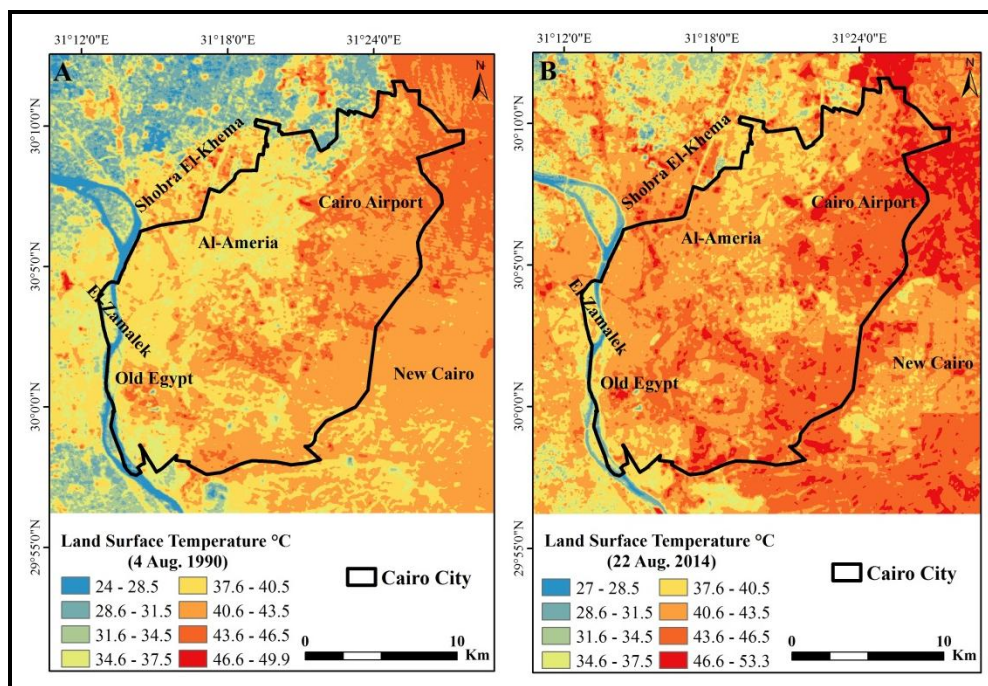 31°12'0"E 31°18'0"E 31°24'0"E
A
N
30°10'0"N
30°5'0"N
30°0'0"N
29°55'0"N
Shobra El-Khema
Cairo Airport
Al-Ameria
El Zamalek
Old Egypt
New Cairo
Land Surface Temperature °C
(4 Aug. 1990)
24 - 28.5 37.6 - 40.5
28.6 - 31.5 40.6 - 43.5
31.6 - 34.5 43.6 - 46.5
34.6 - 37.5 46.6 - 49.9
Cairo City
0 10
Km
31°12'0"E 31°18'0"E 31°24'0"E
B
N
30°10'0"N
30°5'0"N
30°0'0"N
29°55'0"N
Shobra El-Khema
Cairo Airport
Al-Ameria
El Zamalek
Old Egypt
New Cairo
Land Surface Temperature °C
(22 Aug. 2014)
27 - 28.5 37.6 - 40.5
28.6 - 31.5 40.6 - 43.5
31.6 - 34.5 43.6 - 46.5
34.6 - 37.5 46.6 - 53.3
Cairo City
0 10
Km